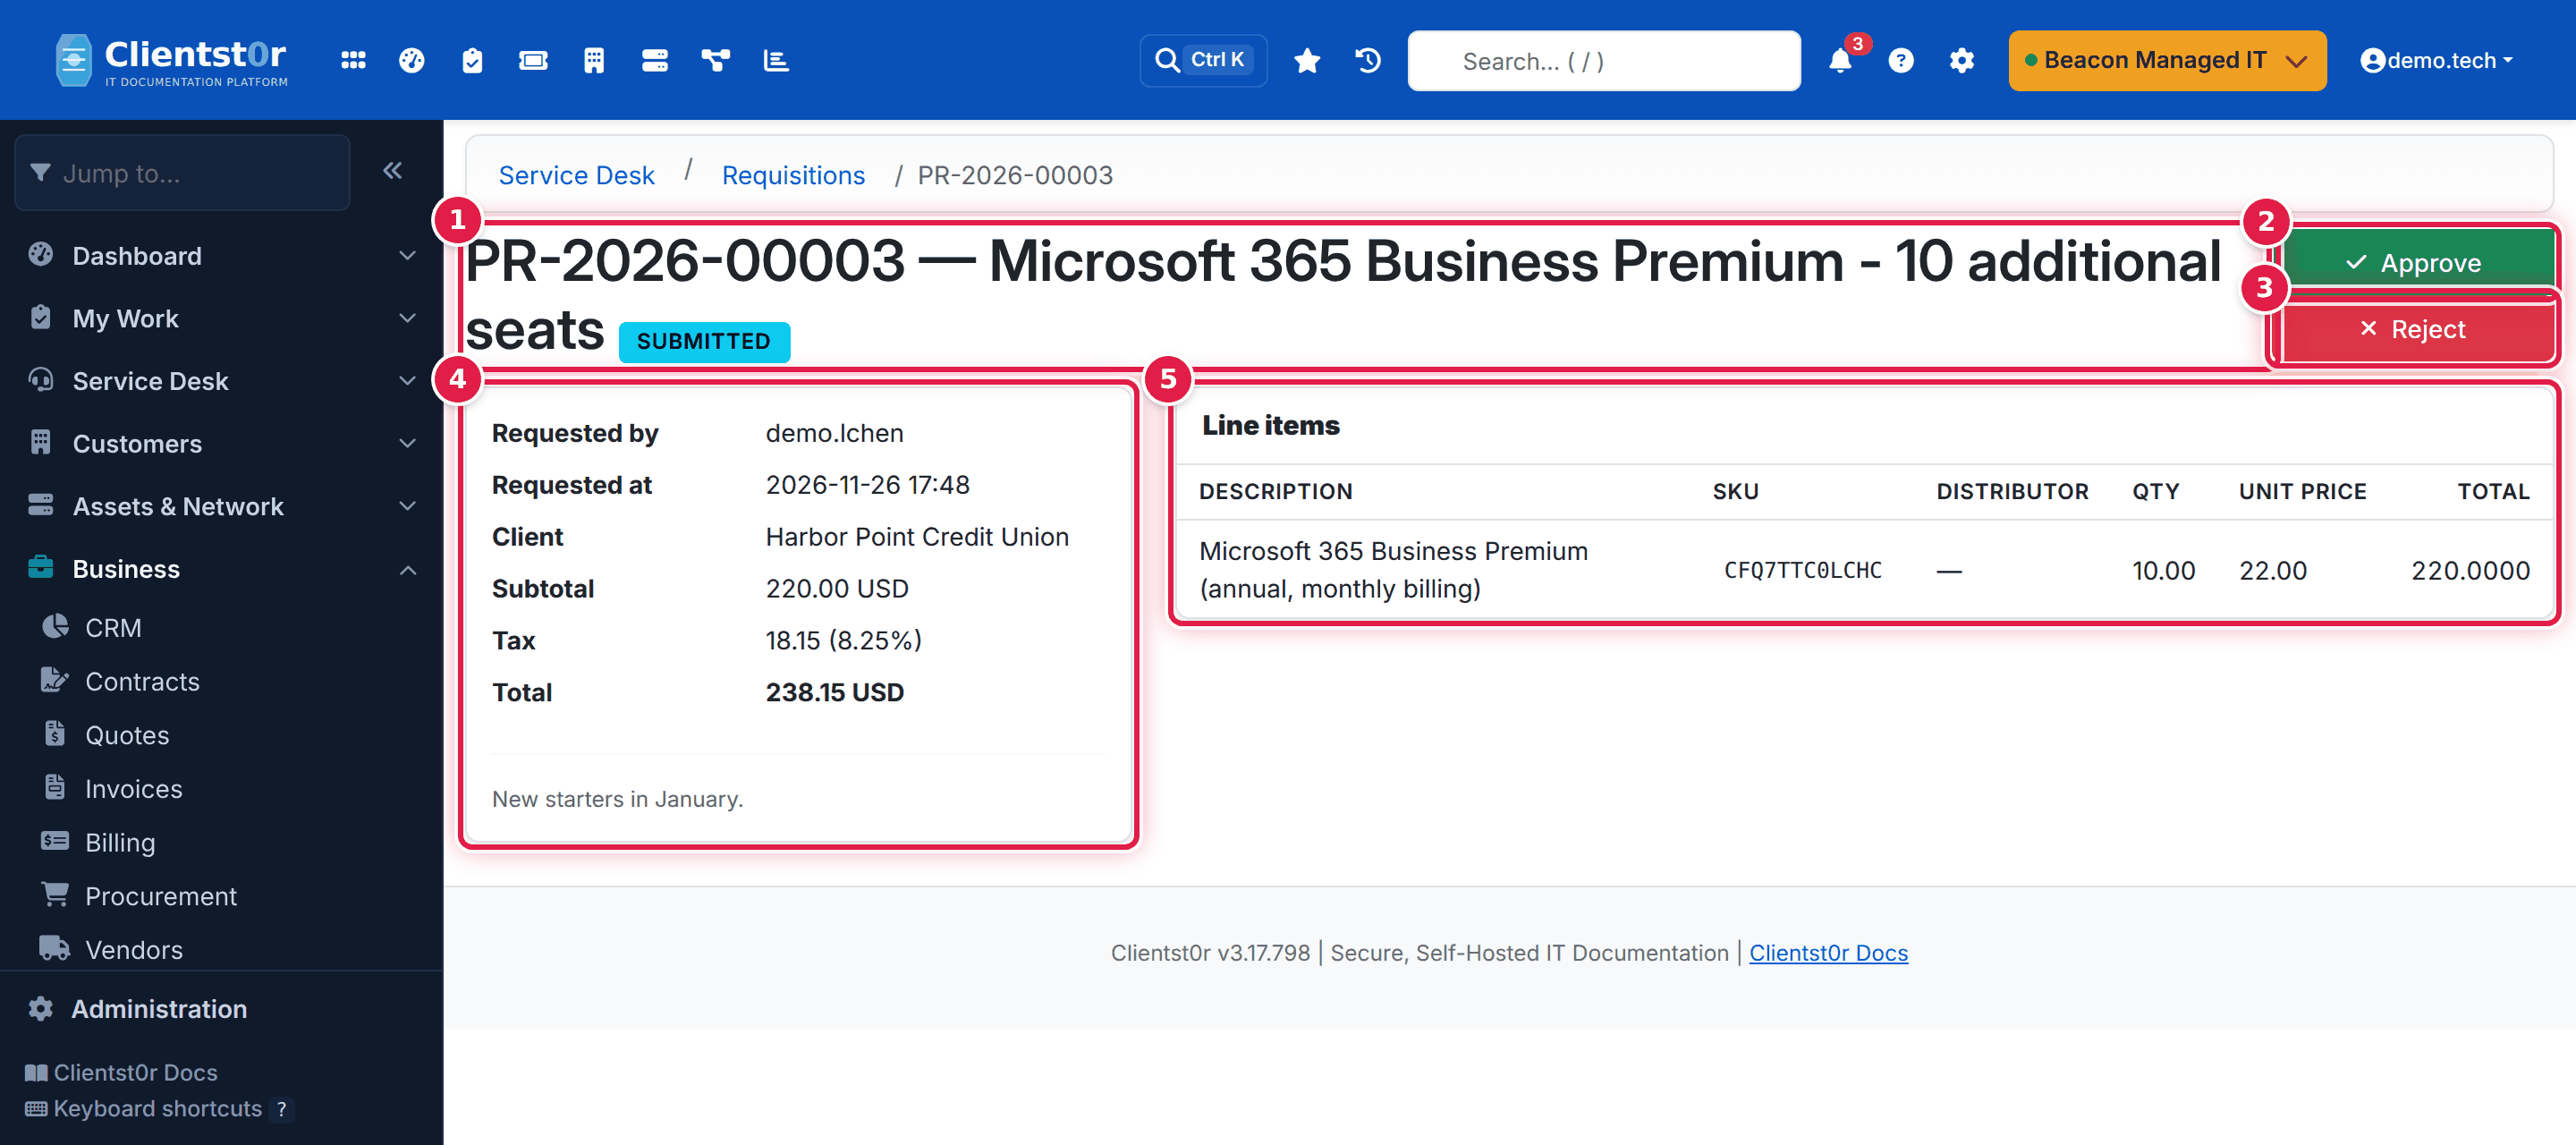 Clientst0r
IT DOCUMENTATION PLATFORM
Ctrl K
Search... ( / )
3
Beacon Managed IT
demo.tech
Jump to...
Dashboard
My Work
Service Desk
Customers
Assets & Network
Business
CRM
Contracts
Quotes
Invoices
Billing
Procurement
Vendors
Administration
Clientst0r Docs
Keyboard shortcuts ?
Service Desk / Requisitions / PR-2026-00003
1
PR-2026-00003 — Microsoft 365 Business Premium - 10 additional
seats SUBMITTED
2
Approve
3
Reject
4
Requested by demo.lchen
Requested at 2026-11-26 17:48
Client Harbor Point Credit Union
Subtotal 220.00 USD
Tax 18.15 (8.25%)
Total 238.15 USD
New starters in January.
5
Line items
DESCRIPTION SKU DISTRIBUTOR QTY UNIT PRICE TOTAL
Microsoft 365 Business Premium
(annual, monthly billing) CFQ7TTC0LCHC — 10.00 22.00 220.0000
Clientst0r v3.17.798 | Secure, Self-Hosted IT Documentation | Clientst0r Docs